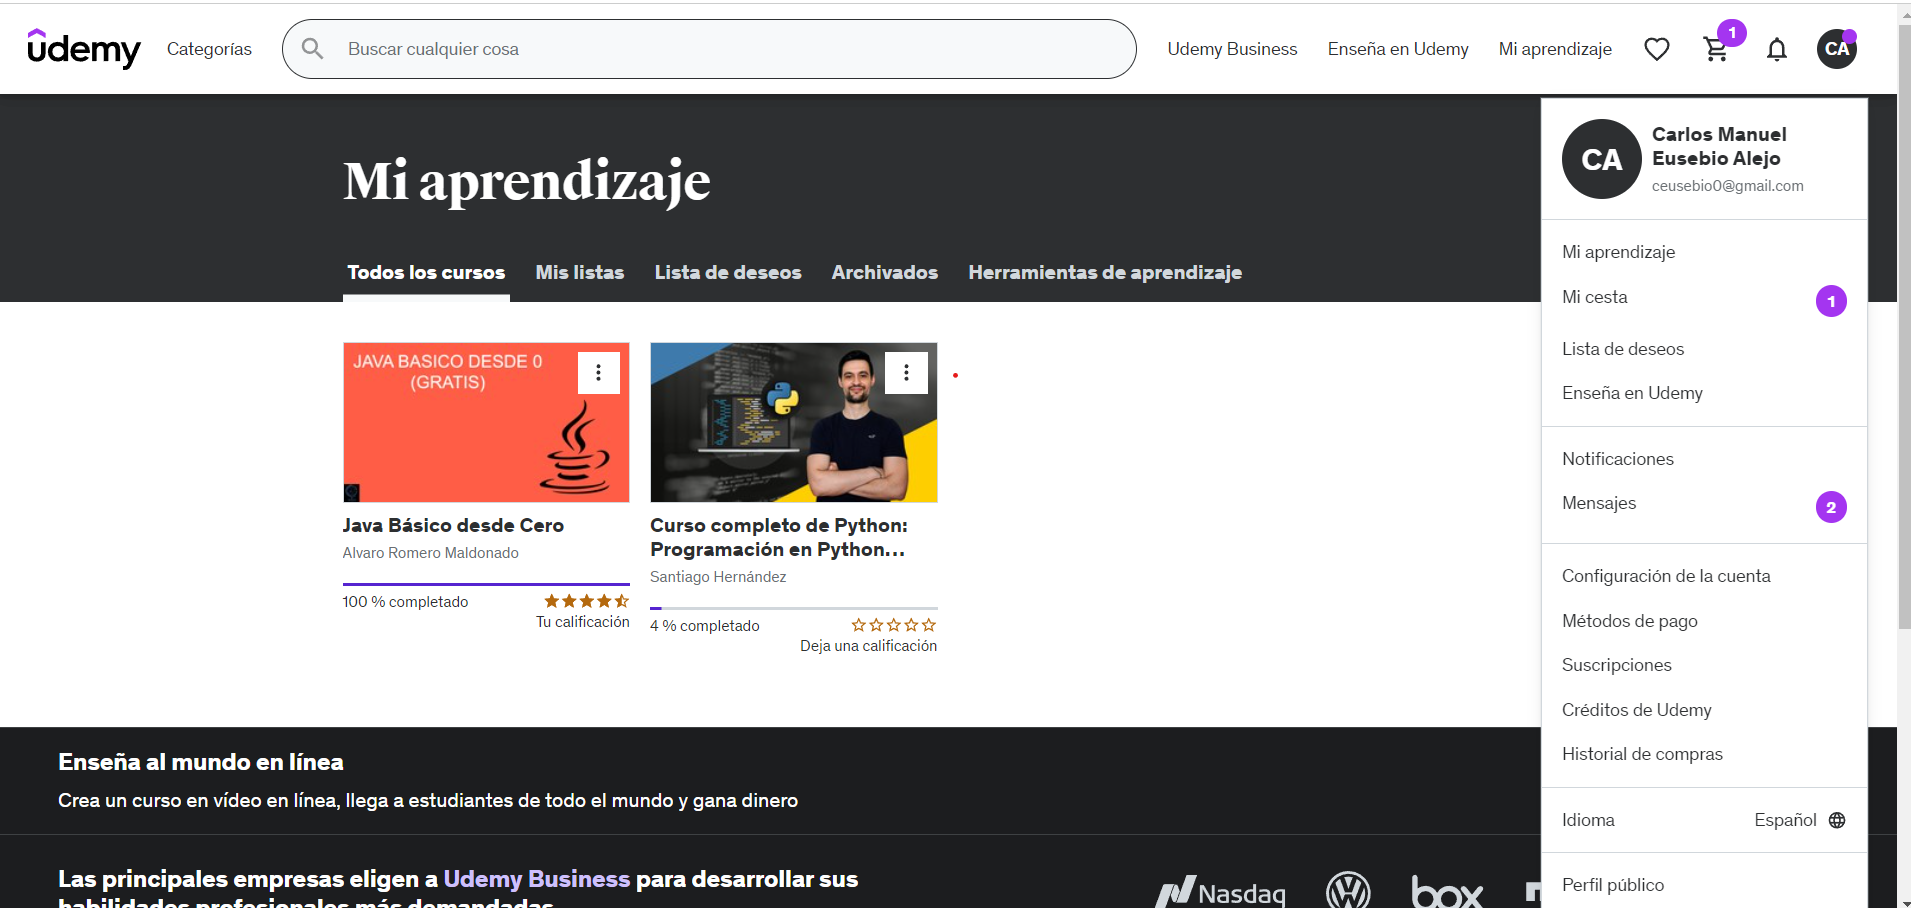 udemy
Categorías
Buscar cualquier cosa
Udemy Business
Enseña en Udemy
Mi aprendizaje
1
CA
Mi aprendizaje
Todos los cursos
Mis listas
Lista de deseos
Archivados
Herramientas de aprendizaje
JAVA BASICO DESDE 0
(GRATIS)
Java Básico desde Cero
Alvaro Romero Maldonado
100 % completado
Tu calificación
Curso completo de Python:
Programación en Python...
Santiago Hernández
4 % completado
Deja una calificación
CA
Carlos Manuel
Eusebio Alejo
ceusebio0@gmail.com
Mi aprendizaje
Mi cesta
1
Lista de deseos
Enseña en Udemy
Notificaciones
Mensajes
2
Configuración de la cuenta
Métodos de pago
Suscripciones
Créditos de Udemy
Historial de compras
Idioma
Español
Perfil público
Enseña al mundo en línea
Crea un curso en vídeo en línea, llega a estudiantes de todo el mundo y gana dinero
Las principales empresas eligen a Udemy Business para desarrollar sus
habilidades profesionales más demandadas.
Nasdaq
box